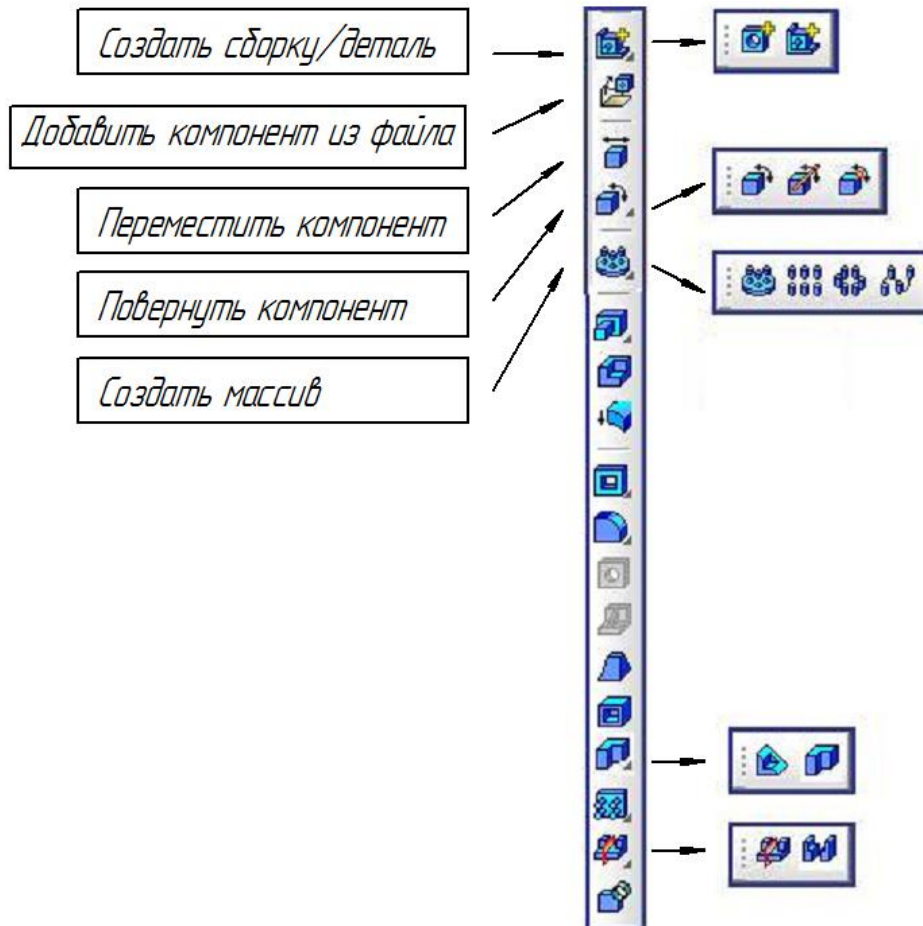 Создать сборку/деталь
Добавить компонент из файла
Переместить компонент
Повернуть компонент
Создать массив